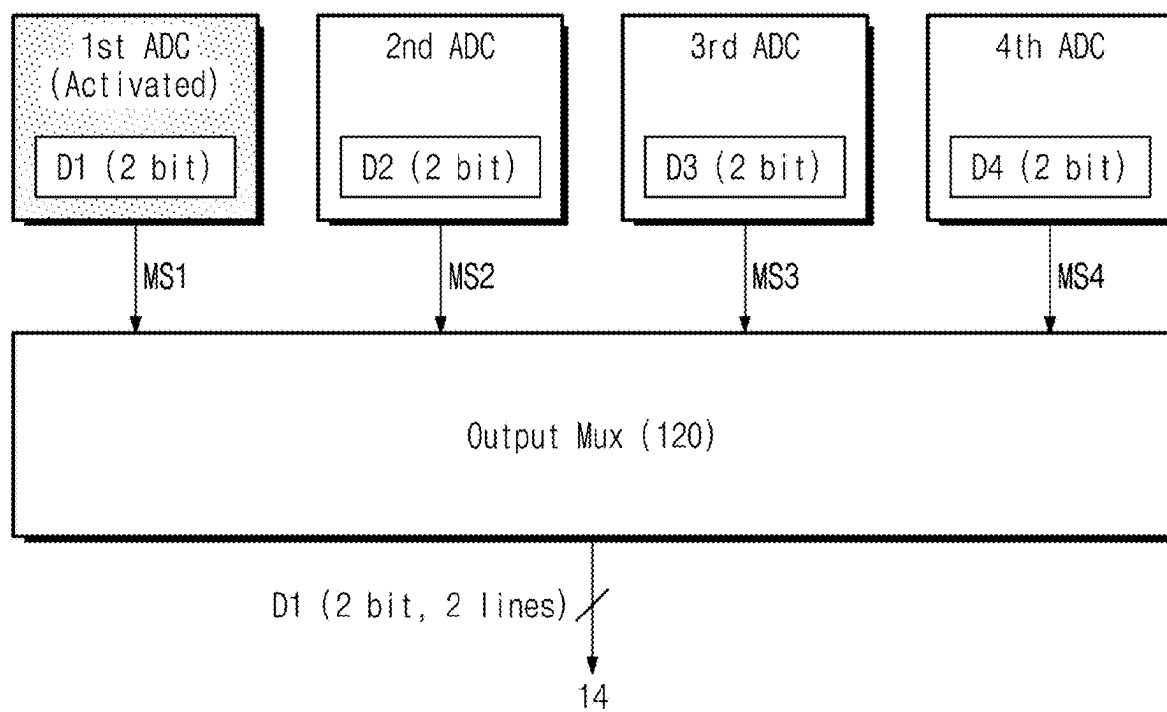 1st ADC
(Activated)
D1 (2 bit)
2nd ADC
D2 (2 bit)
3rd ADC
D3 (2 bit)
4th ADC
D4 (2 bit)
MS1
MS2
MS3
MS4
Output Mux (120)
D1 (2 bit, 2 lines)
14